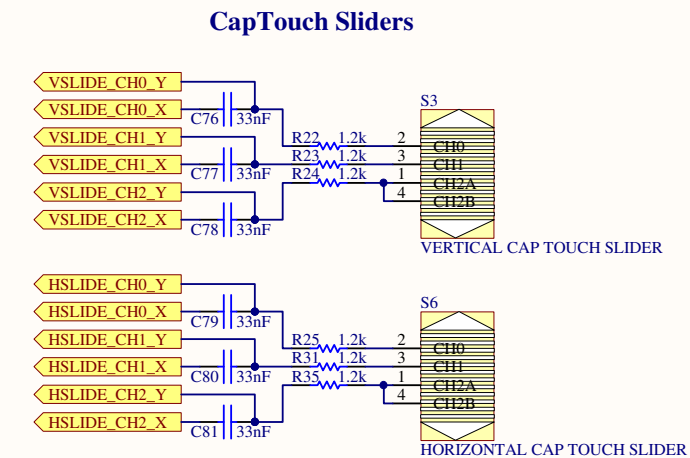 CapTouch Sliders
VSLIDE_CH0_Y
VSLIDE_CH0_X
C76 33nF
VSLIDE_CH1_Y
VSLIDE_CH1_X
C77 33nF
VSLIDE_CH2_Y
VSLIDE_CH2_X
C78 33nF
R22 1.2k
R23 1.2k
R24 1.2k
S3
2 CH0
3 CH1
1 CH2A
4 CH2B
VERTICAL CAP TOUCH SLIDER
HSLIDE_CH0_Y
HSLIDE_CH0_X
C79 33nF
HSLIDE_CH1_Y
HSLIDE_CH1_X
C80 33nF
HSLIDE_CH2_Y
HSLIDE_CH2_X
C81 33nF
R25 1.2k
R31 1.2k
R35 1.2k
S6
2 CH0
3 CH1
1 CH2A
4 CH2B
HORIZONTAL CAP TOUCH SLIDER